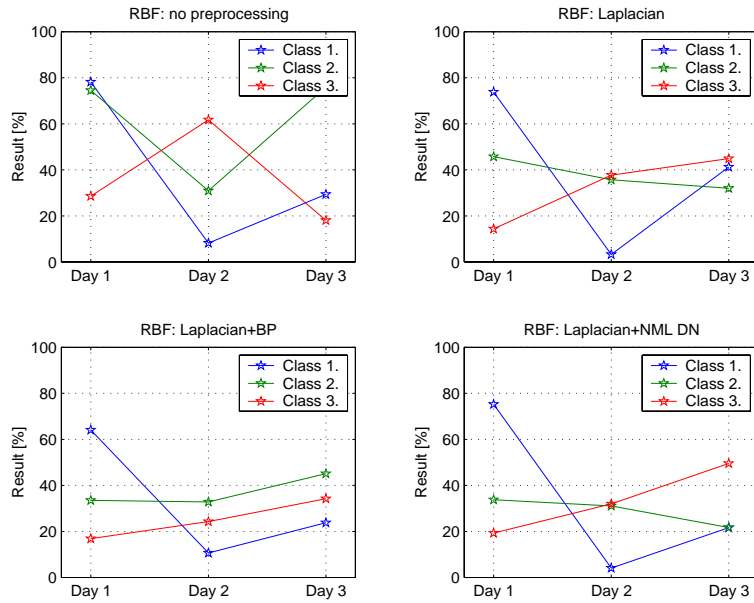 RBF: no preprocessing
100
80
60
40
20
0
Result [%]
Class 1.
Class 2.
Class 3.
Day 1
Day 2
Day 3
RBF: Laplacian
100
80
60
40
20
0
Result [%]
Class 1.
Class 2.
Class 3.
Day 1
Day 2
Day 3
RBF: Laplacian+BP
100
80
60
40
20
0
Result [%]
Class 1.
Class 2.
Class 3.
Day 1
Day 2
Day 3
RBF: Laplacian+NML DN
100
80
60
40
20
0
Result [%]
Class 1.
Class 2.
Class 3.
Day 1
Day 2
Day 3